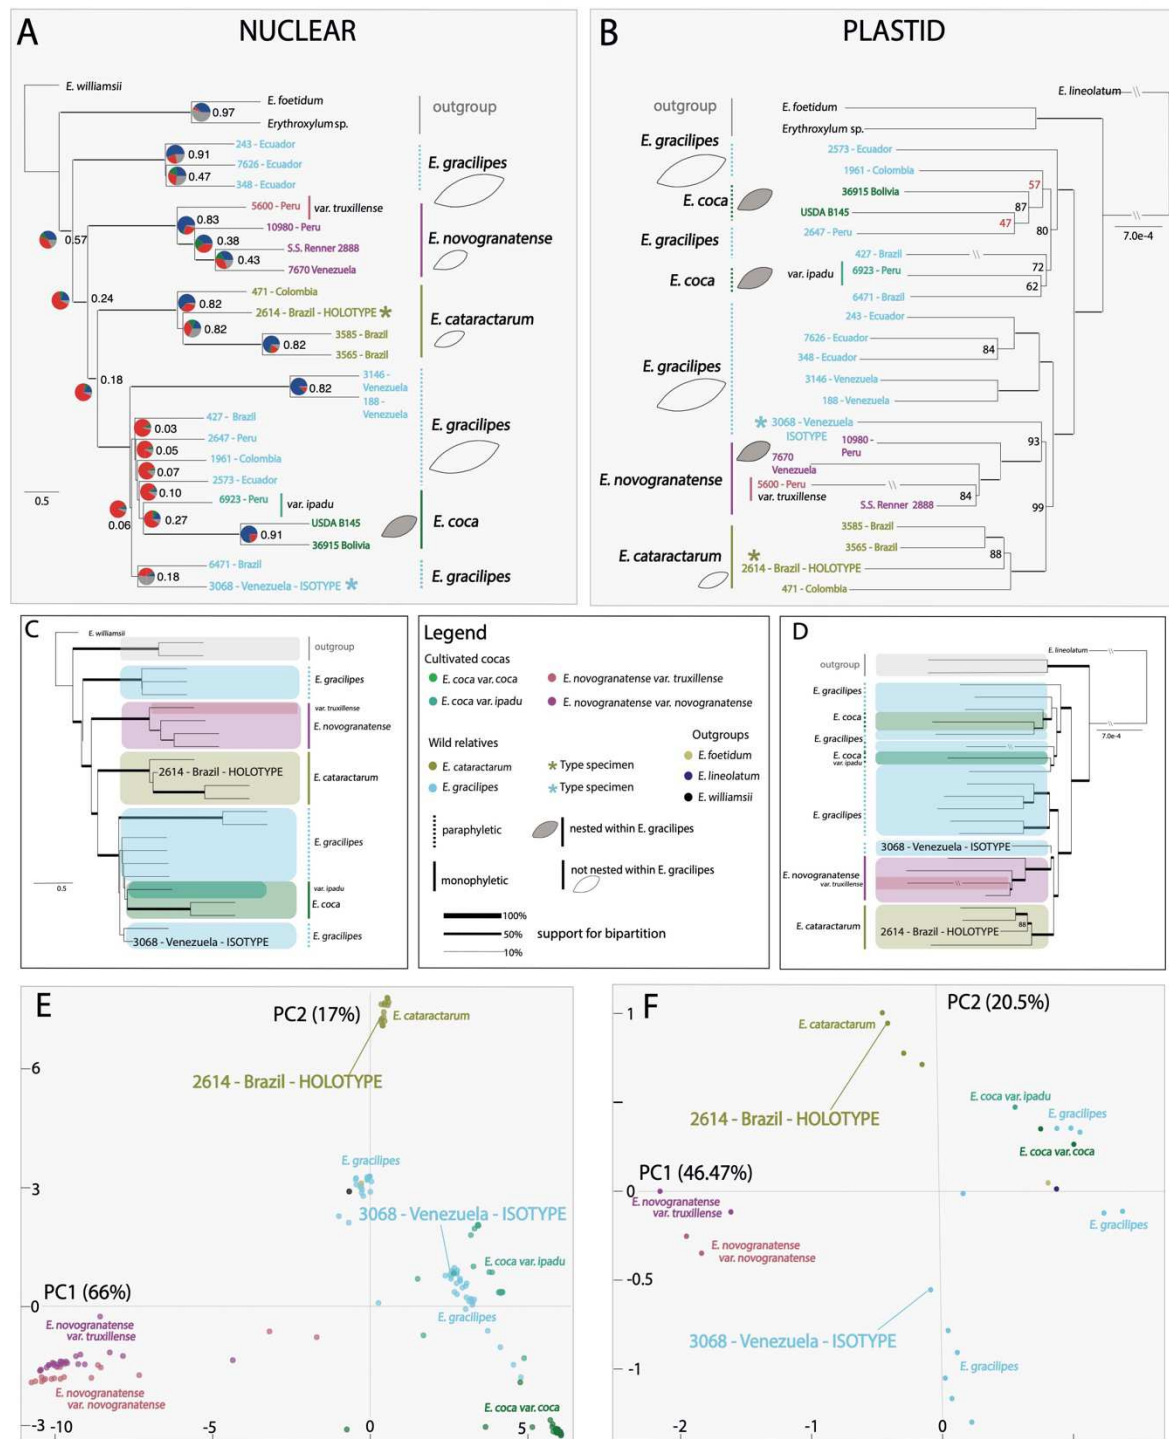 A
NUCLEAR
E. williamsii
E. foetidum
0.97
Erythroxylum sp.
outgroup
243 - Ecuador
0.91
7626 - Ecuador
0.47
348 - Ecuador
E. gracilipes
5600 - Peru
var. truxillense
0.83
10980 - Peru
0.57
0.38
S.S. Renner 2888
0.43
7670 Venezuela
E. novogranatense
471 - Colombia
0.24
0.82
2614 - Brazil - HOLOTYPE *
0.82
3585 - Brazil
0.82
3565 - Brazil
E. cataractarum
0.18
3146 -
Venezuela
0.82
188 -
Venezuela
427 - Brazil
0.03
2647 - Peru
0.05
1961 - Colombia
0.07
2573 - Ecuador
E. gracilipes
0.5
0.10
6923 - Peru
var. ipadu
0.06
0.27
USDA B145
0.91
36915 Bolivia
E. coca
6471 - Brazil
0.18
3068 - Venezuela - ISOTYPE *
E. gracilipes
B
PLASTID
E. lineolatum
outgroup
E. foetidum
Erythroxylum sp.
E. gracilipes
2573 - Ecuador
1961 - Colombia
57
E. coca
36915 Bolivia
87
USDA B145
47
80
E. gracilipes
2647 - Peru
7.0e-4
427 - Brazil
E. coca
var. ipadu
6923 - Peru
72
62
6471 - Brazil
243 - Ecuador
7626 - Ecuador
84
348 - Ecuador
E. gracilipes
3146 - Venezuela
188 - Venezuela
* 3068 - Venezuela
ISOTYPE
93
10980 -
Peru
7670
Venezuela
E. novogranatense
5600 - Peru
var. truxillense
84
S.S. Renner 2888
99
3585 - Brazil
E. cataractarum
3565 - Brazil
88
*
2614 - Brazil - HOLOTYPE
471 - Colombia
C
E. williamsii
outgroup
E. gracilipes
var. truxillense
E. novogranatense
2614 - Brazil - HOLOTYPE
E. cataractarum
E. gracilipes
0.5
var. ipadu
E. coca
3068 - Venezuela - ISOTYPE
E. gracilipes
Legend
Cultivated cocas
E. coca var. coca
E. novogranatense var. truxillense
E. coca var. ipadu
E. novogranatense var. novogranatense
Wild relatives
Outgroups
E. cataractarum
* Type specimen
E. foetidum
E. gracilipes
* Type specimen
E. lineolatum
E. williamsii
paraphyletic
nested within E. gracilipes
monophyletic
not nested within E. gracilipes
100%
50%
support for bipartition
10%
D
E. lineolatum
outgroup
E. gracilipes
E. coca
7.0e-4
E. gracilipes
E. coca
var. ipadu
E. gracilipes
3068 - Venezuela - ISOTYPE
E. novogranatense
var. truxillense
E. cataractarum
88
2614 - Brazil - HOLOTYPE
E
PC2 (17%)
E. cataractarum
6
2614 - Brazil - HOLOTYPE
E. gracilipes
3
3068 - Venezuela - ISOTYPE
E. coca var. ipadu
PC1 (66%)
0
E. gracilipes
E. novogranatense
var. truxillense
E. novogranatense
var. novogranatense
E. coca var. coca
-3
-10
-5
0
5
F
PC2 (20.5%)
1
E. cataractarum
E. coca var. ipadu
E. gracilipes
2614 - Brazil - HOLOTYPE
E. coca var. coca
PC1 (46.47%)
0
E. novogranatense
var. truxillense
E. gracilipes
E. novogranatense
var. novogranatense
-0.5
3068 - Venezuela - ISOTYPE
-1
E. gracilipes
-2
-1
0